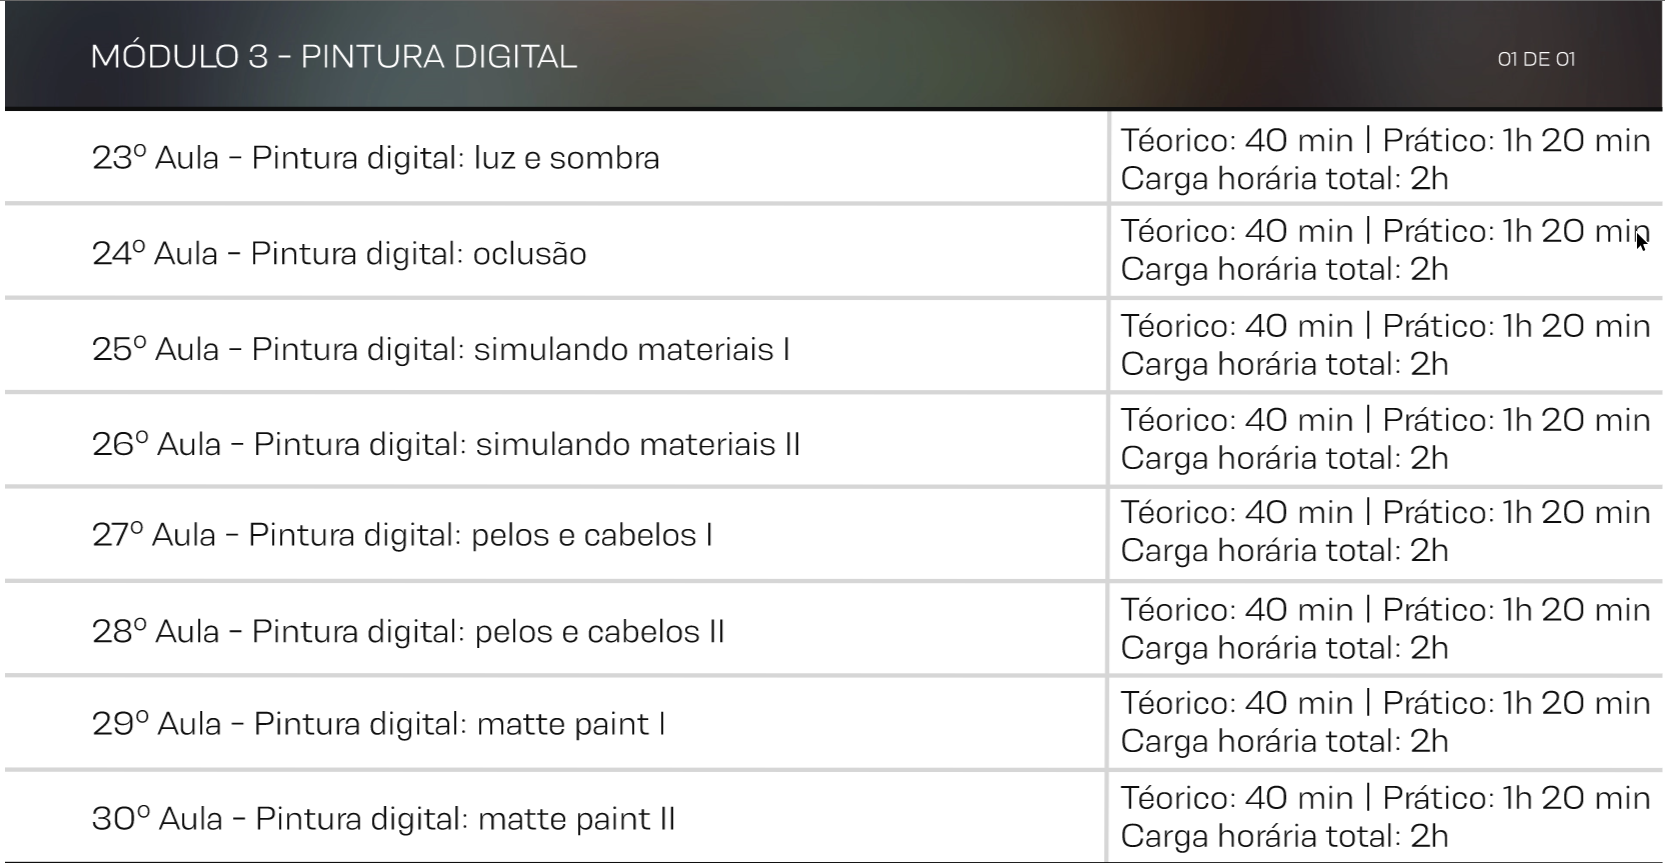 MÓDULO 3 - PINTURA DIGITAL
01 DE 01
23º Aula - Pintura digital: luz e sombra
Téorico: 40 min | Prático: 1h 20 min
Carga horária total: 2h
24º Aula - Pintura digital: oclusão
Téorico: 40 min | Prático: 1h 20 min
Carga horária total: 2h
25º Aula - Pintura digital: simulando materiais I
Téorico: 40 min | Prático: 1h 20 min
Carga horária total: 2h
26º Aula - Pintura digital: simulando materiais II
Téorico: 40 min | Prático: 1h 20 min
Carga horária total: 2h
27º Aula - Pintura digital: pelos e cabelos I
Téorico: 40 min | Prático: 1h 20 min
Carga horária total: 2h
28º Aula - Pintura digital: pelos e cabelos II
Téorico: 40 min | Prático: 1h 20 min
Carga horária total: 2h
29º Aula - Pintura digital: matte paint I
Téorico: 40 min | Prático: 1h 20 min
Carga horária total: 2h
30º Aula - Pintura digital: matte paint II
Téorico: 40 min | Prático: 1h 20 min
Carga horária total: 2h